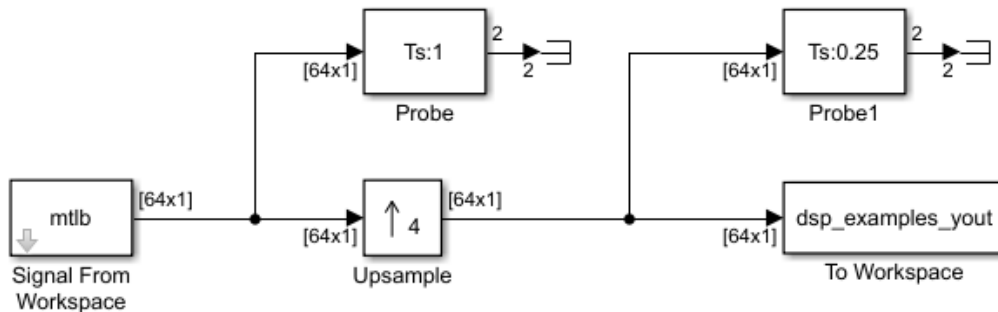 Ts:1
2
2
[64x1]
Probe
Ts:0.25
2
2
[64x1]
Probe1
mtlb
[64x1]
Signal From
Workspace
[64x1]
4
[64x1]
Upsample
[64x1]
dsp_examples_yout
To Workspace